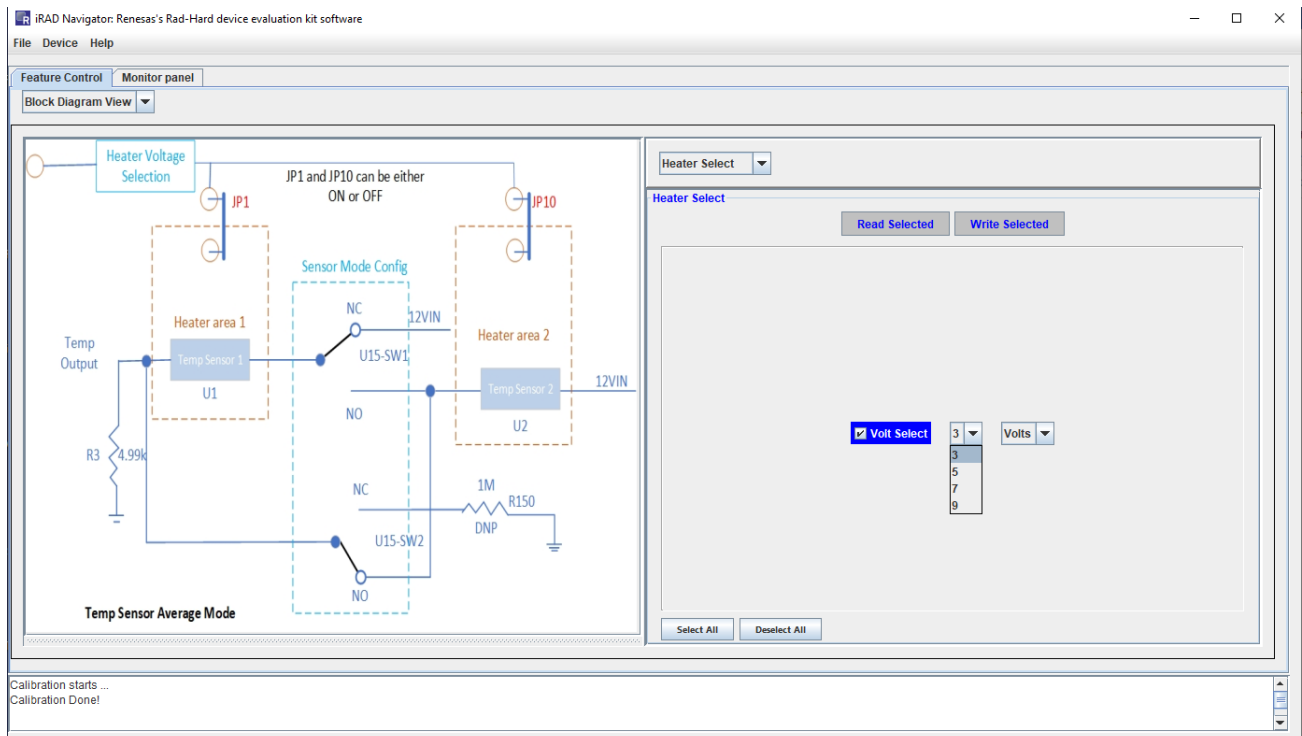 iRAD Navigator: Renesas's Rad-Hard device evaluation kit software
File Device Help
Feature Control Monitor panel
Block Diagram View
Heater Voltage
Selection
JP1 and JP10 can be either
ON or OFF
JP1
JP10
Sensor Mode Config
NC
12VIN
Heater area 1
Heater area 2
Temp
Output
Temp Sensor 1
U15-SW1
U1
Temp Sensor 2
12VIN
NO
U2
R3
4.99k
NC
1M
R150
DNP
U15-SW2
NO
Temp Sensor Average Mode
Heater Select
Heater Select
Read Selected Write Selected
Volt Select 3 Volts
3
5
7
9
Select All Deselect All
Calibration starts ...
Calibration Done!